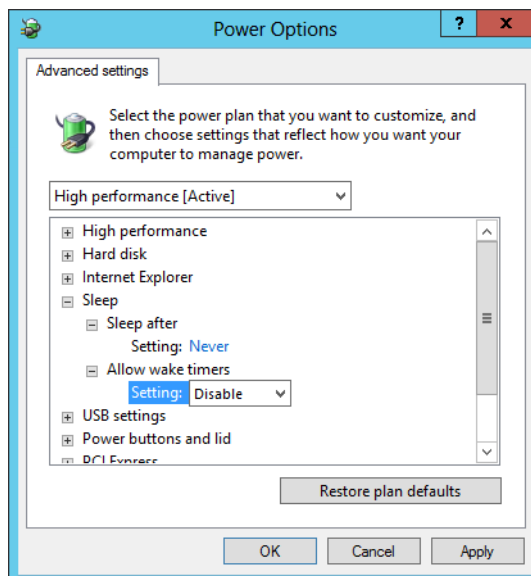 Power Options
?
x
Advanced settings
Select the power plan that you want to customize, and
then choose settings that reflect how you want your
computer to manage power.
High performance [Active]
High performance
Hard disk
Internet Explorer
Sleep
Sleep after
Setting: Never
Allow wake timers
Setting: Disable
USB settings
Power buttons and lid
PCI Express
Restore plan defaults
OK
Cancel
Apply